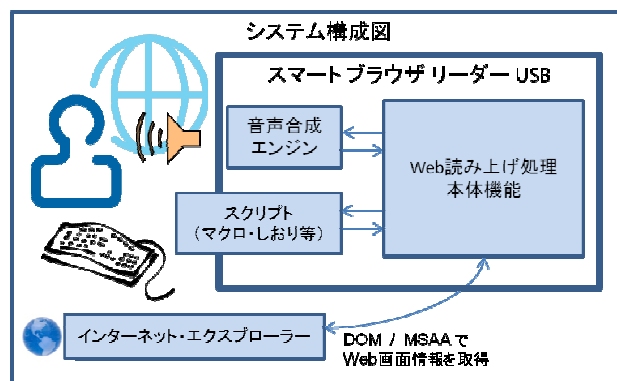 システム構成図
スマート ブラウザ リーダー USB
音声合成
エンジン
Web読み上げ処理
本体機能
スクリプト
(マクロ・しおり等)
インターネット・エクスプローラー
DOM / MSAAで
Web画面情報を取得